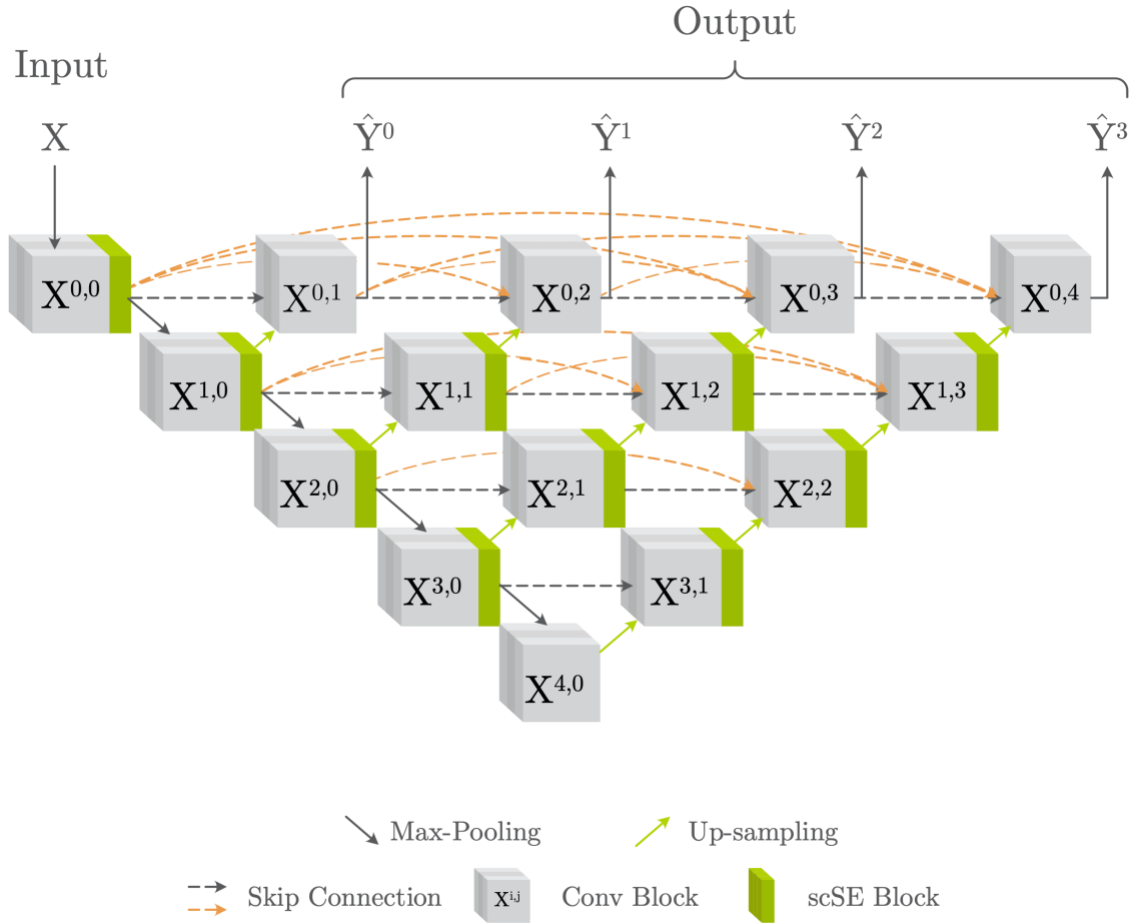 Output
Input
X Ŷ⁰ Ŷ¹ Ŷ² Ŷ³
X⁰,⁰ X⁰,¹ X⁰,² X⁰,³ X⁰,⁴
X¹,⁰ X¹,¹ X¹,² X¹,³
X²,⁰ X²,¹ X²,²
X³,⁰ X³,¹
X⁴,⁰
Max-Pooling Up-sampling
Skip Connection Xⁱ,ʲ Conv Block scSE Block